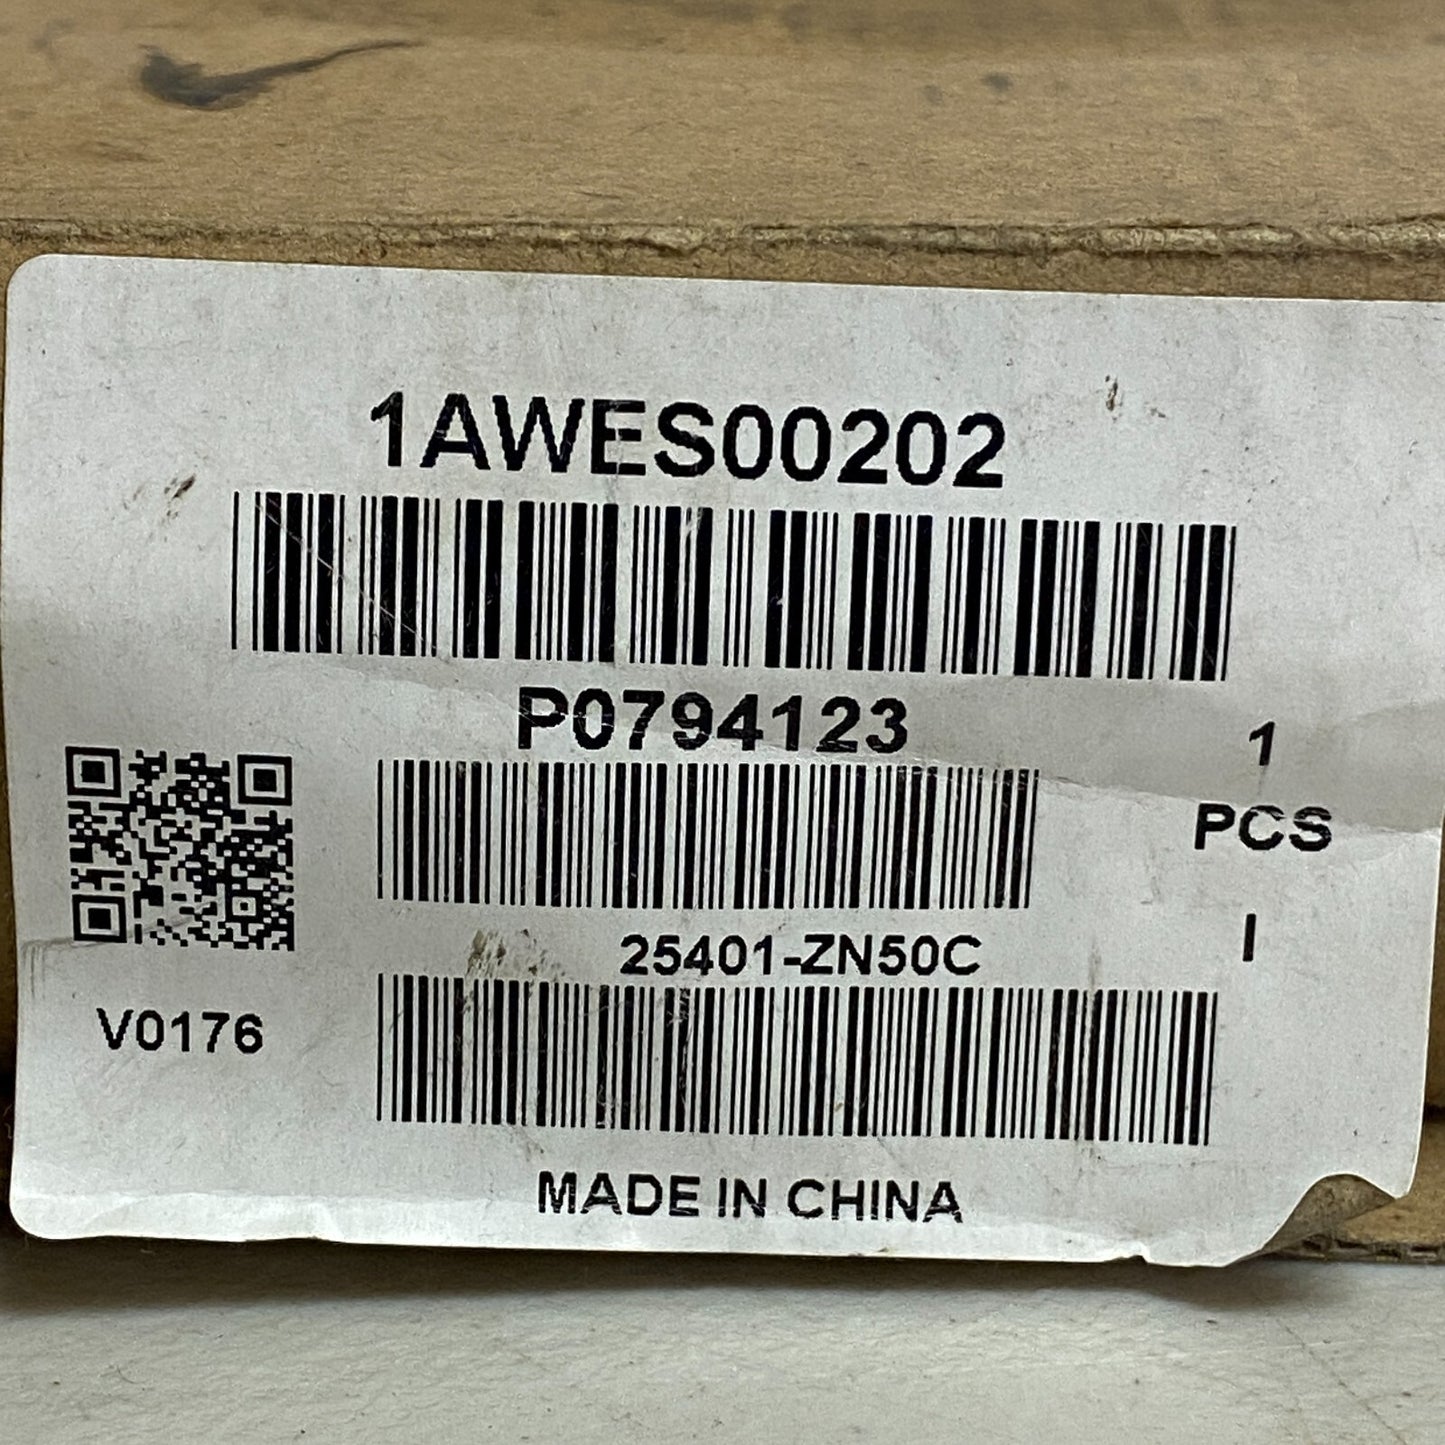 1AWES00202
P0794123
1
PCS
25401-ZN50C
I
V0176
MADE IN CHINA